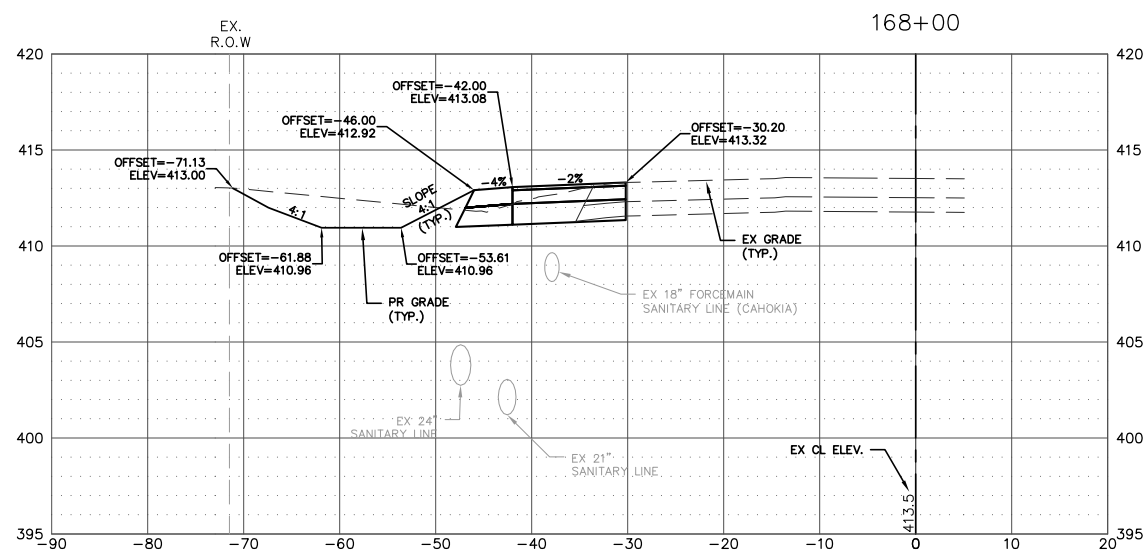 168+00
EX.
R.O.W
420
420
OFFSET=-42.00
ELEV=413.08
OFFSET=-46.00
ELEV=412.92
OFFSET=-30.20
ELEV=413.32
415
415
OFFSET=-71.13
ELEV=413.00
-4%
-2%
4:1
SLOPE
4:1
(TYP.)
410
410
EX GRADE
(TYP.)
OFFSET=-61.88
ELEV=410.96
OFFSET=-53.61
ELEV=410.96
PR GRADE
(TYP.)
EX 18" FORCEMAIN
SANITARY LINE (CAHOKIA)
405
405
EX 24"
SANITARY LINE
400
400
EX 21"
SANITARY LINE
EX CL ELEV.
413.5
395
395
-90
-80
-70
-60
-50
-40
-30
-20
-10
0
10
20